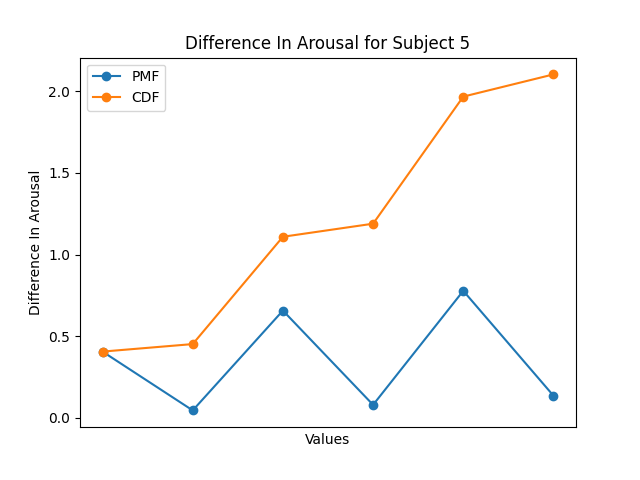 Difference In Arousal for Subject 5
PMF
CDF
2.0
1.5
1.0
0.5
0.0
Difference In Arousal
Values